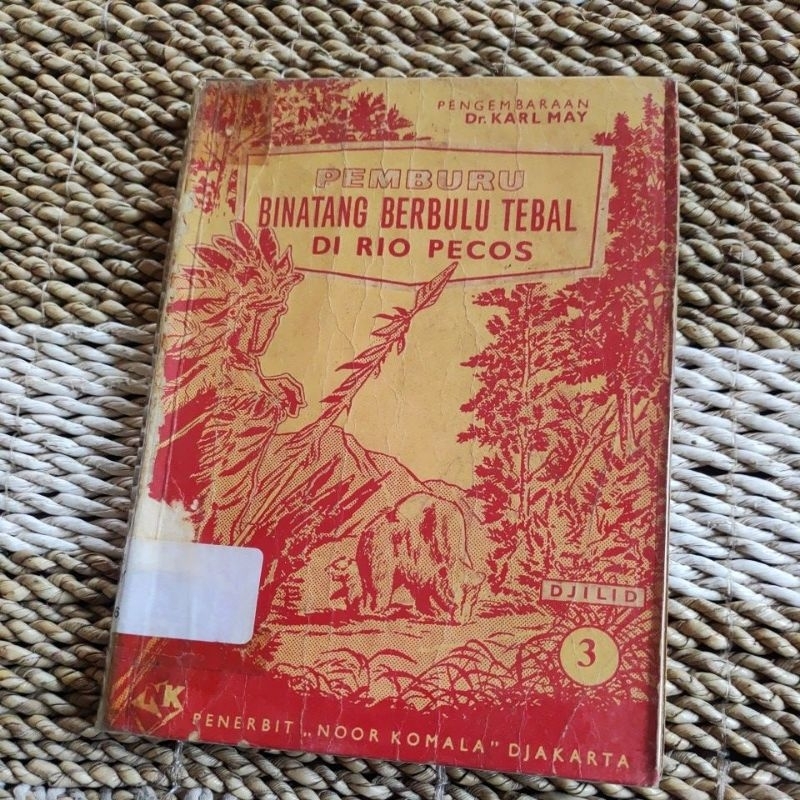 PENGEMBARAAN
Dr. KARL MAY
PEMBURU
BINATANG BERBULU TEBAL
DI RIO PECOS
DJILID
3
NK
PENERBIT „NOOR KOMALA" DJAKARTA